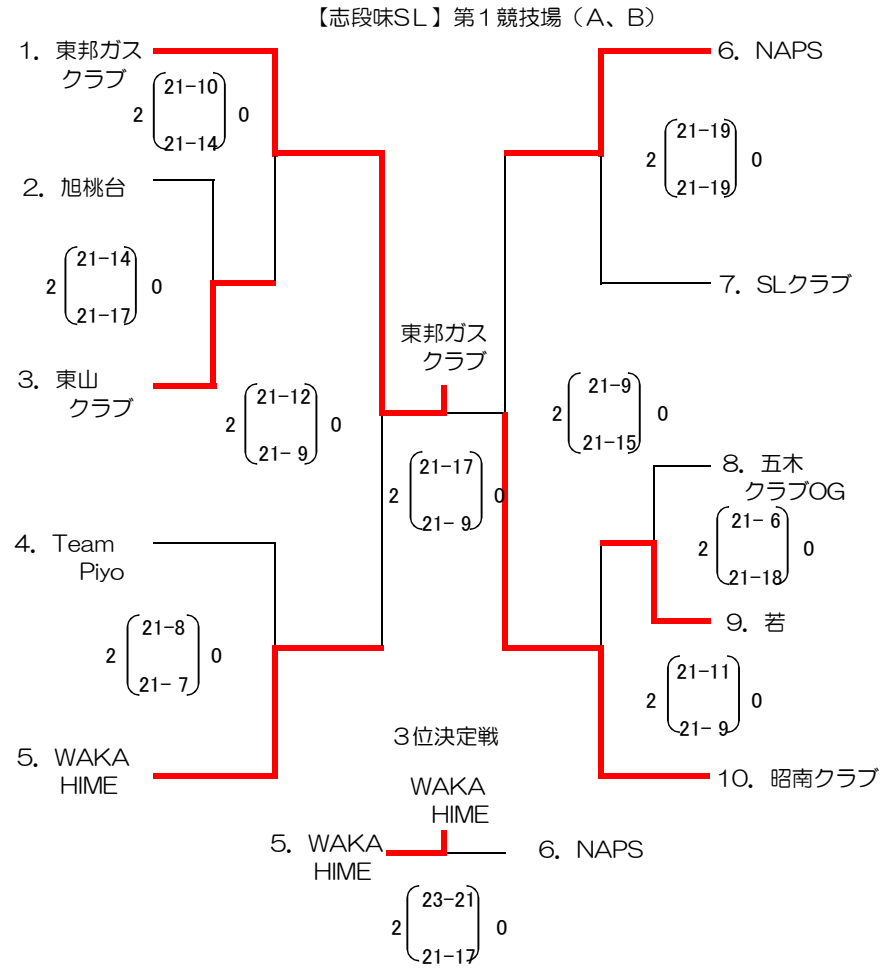 【志段味SL】第1競技場（A、B）
1．東邦ガス
クラブ
2
21-10
21-14
0
2．旭桃台
2
21-14
21-17
0
3．東山
クラブ
2
21-12
21- 9
0
4．Team
Piyo
2
21-8
21- 7
0
5．WAKA
HIME
東邦ガス
クラブ
2
21-17
21- 9
0
6．NAPS
2
21-19
21-19
0
7．SLクラブ
2
21-9
21-15
0
8．五木
クラブOG
2
21- 6
21-18
0
9．若
2
21-11
21- 9
0
10．昭南クラブ
3位決定戦
WAKA
HIME
5．WAKA
HIME
6．NAPS
2
23-21
21-17
0